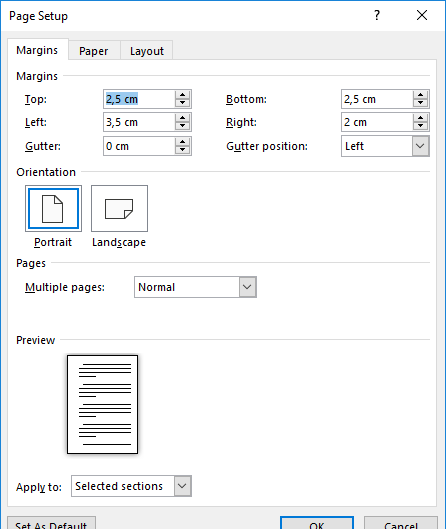 Page Setup ?
Margins Paper Layout
Margins
Top: 2,5 cm Bottom: 2,5 cm
Left: 3,5 cm Right: 2 cm
Gutter: 0 cm Gutter position: Left
Orientation
Portrait Landscape
Pages
Multiple pages: Normal
Preview
Apply to: Selected sections
Set As Default OK Cancel